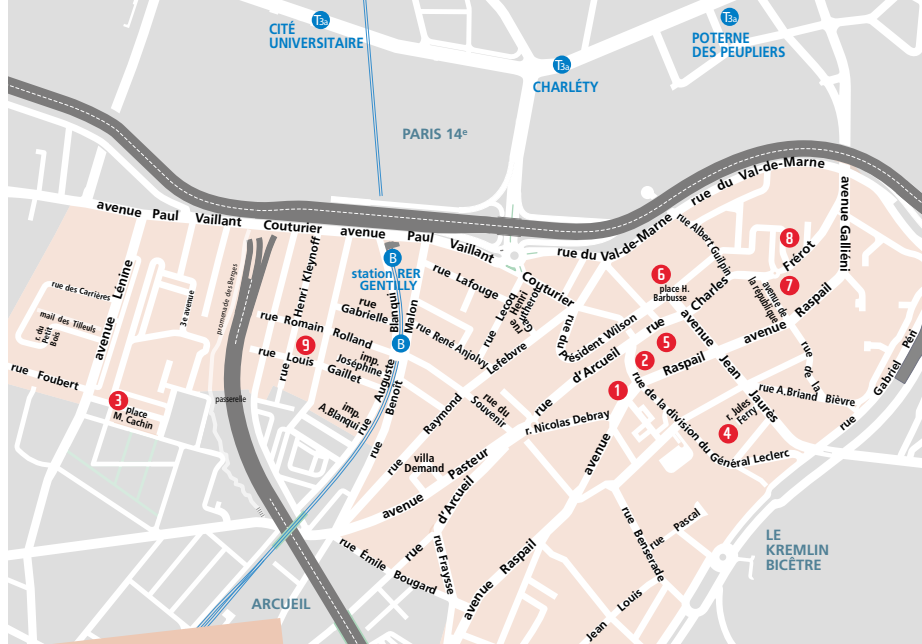 T3a
CITÉ
UNIVERSITAIRE
T3a
POTERNE
DES PEUPLIERS
T3a
CHARLÉTY
PARIS 14e
rue du Val-de-Marne
avenue Galliéni
avenue Paul Vaillant Couturier avenue Paul Vaillant Couturier
rue du Val-de-Marne
rue Albert Guilpin
8
Frérot
7
6
place H.
Barbusse
Charles
rue
avenue de
la république
avenue Raspail
B
station RER
GENTILLY
rue des Carrières
mail des Tilleuls
r. du
Petit
Bois
avenue Lénine
3e avenue
promenade des Berges
rue Henri Kleynoff
rue
Gabrielle
rue Lafouge
rue Lecoq
rue
Henri
Gautherot
rue du
Président Wilson
rue Romain Rolland
9
rue Louis Gaillet
imp.
Joséphine
imp.
A.Blanqui
B
rue Auguste Blanqui
rue Benoit Malon
rue René Anjolvy
rue Raymond Lefebvre
rue du
Souvenir
rue d'Arcueil
5
2
1
Raspail
avenue Jean Jaurès
rue de la Bièvre
rue A.Briand
r. Jules
Ferry
4
rue Gabriel Péri
rue Foubert
3
place
M. Cachin
passerelle
r. Nicolas Debray
rue de la division du Général Leclerc
villa
Demand
avenue Pasteur
avenue Raspail
rue d'Arcueil
rue Fraysse
rue Émile Bougard
rue Benserade
rue Pascal
Jean Louis
LE
KREMLIN
BICÊTRE
ARCUEIL